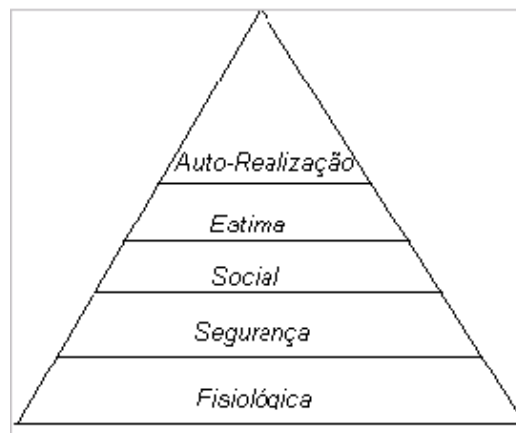 Auto-Realização
Estima
Social
Segurança
Fisiológica